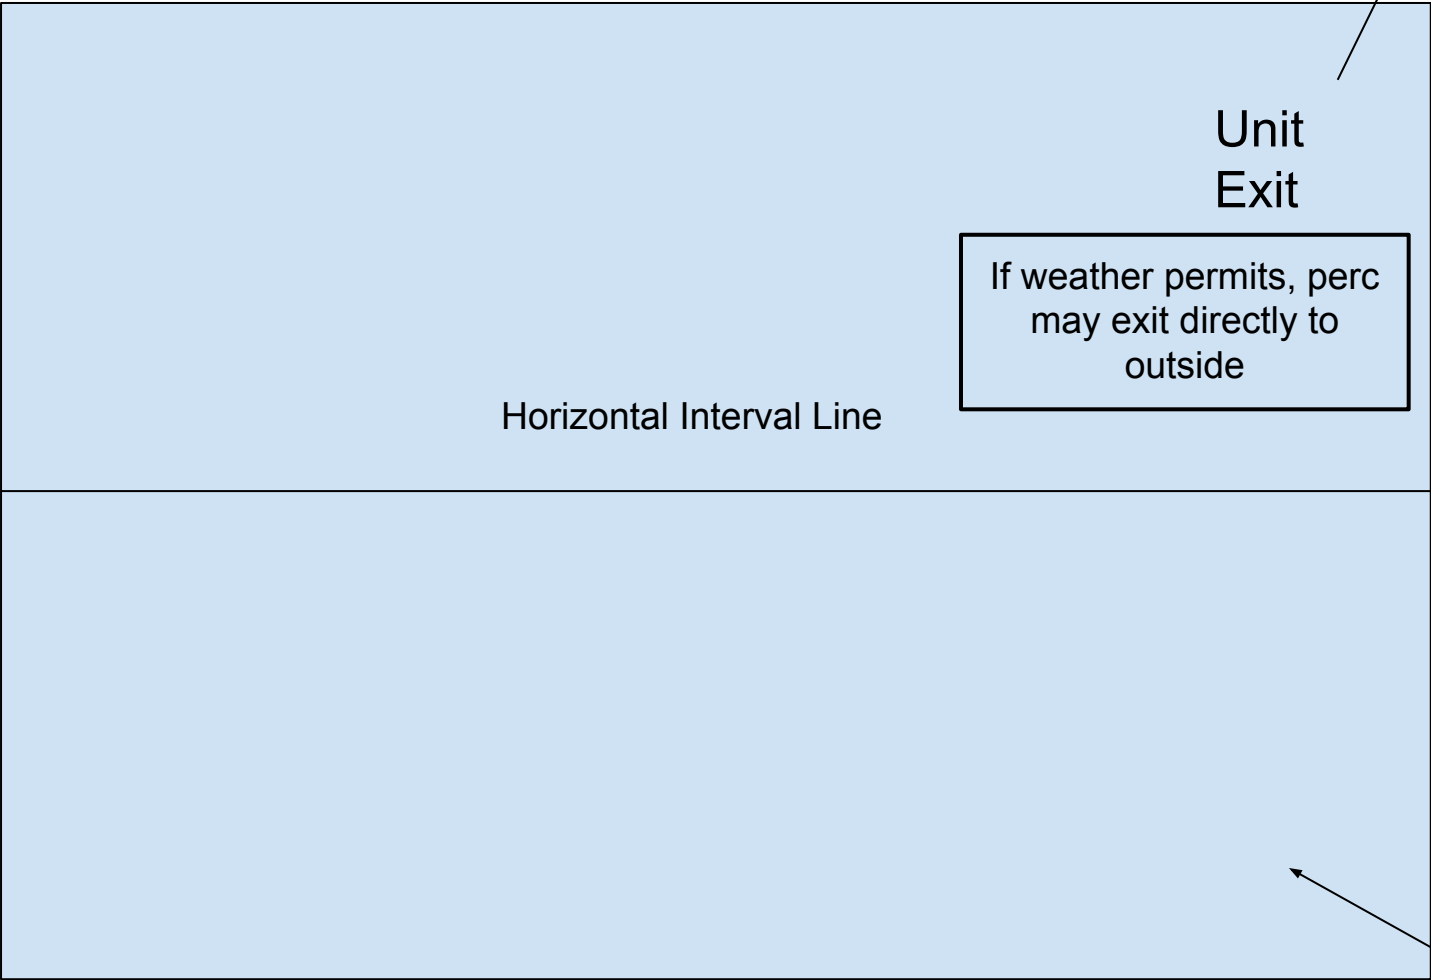 Unit
Exit
If weather permits, perc
may exit directly to
outside
Horizontal Interval Line